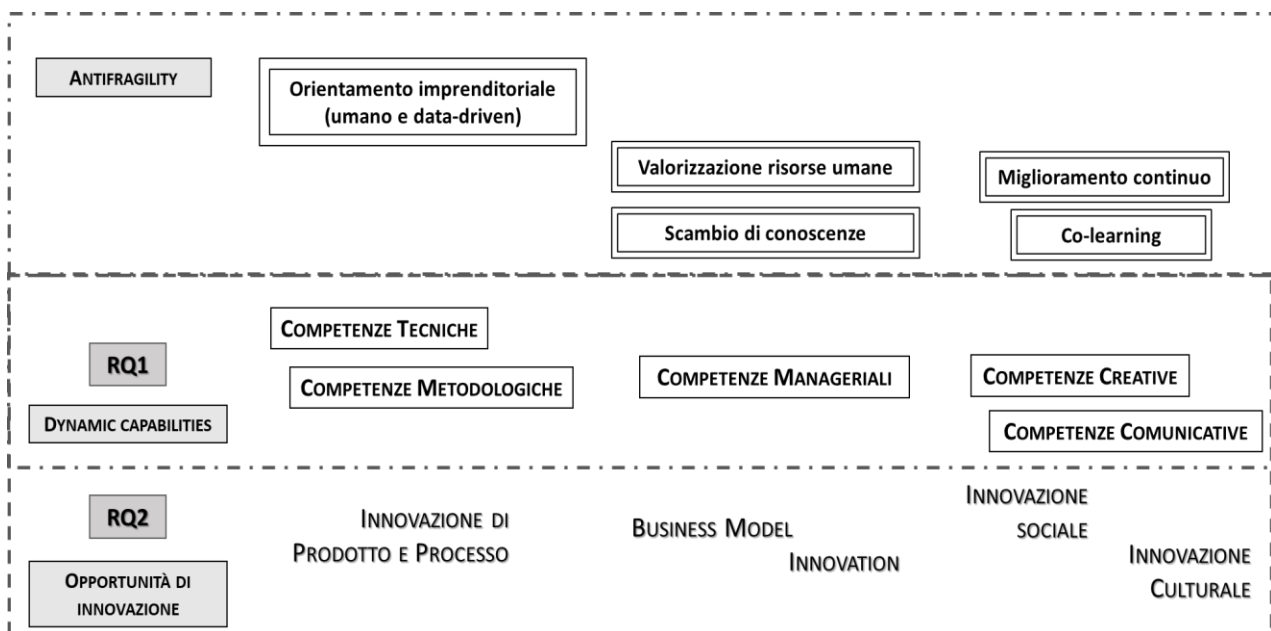 ANTIFRAGILITY
Orientamento imprenditoriale
(umano e data-driven)
Valorizzazione risorse umane
Miglioramento continuo
Scambio di conoscenze
Co-learning
COMPETENZE TECNICHE
RQ1
COMPETENZE METODOLOGICHE
COMPETENZE MANAGERIALI
COMPETENZE CREATIVE
DYNAMIC CAPABILITIES
COMPETENZE COMUNICATIVE
RQ2
INNOVAZIONE DI
PRODOTTO E PROCESSO
BUSINESS MODEL
INNOVATION
INNOVAZIONE
SOCIALE
INNOVAZIONE
CULTURALE
OPPORTUNITÀ DI
INNOVAZIONE